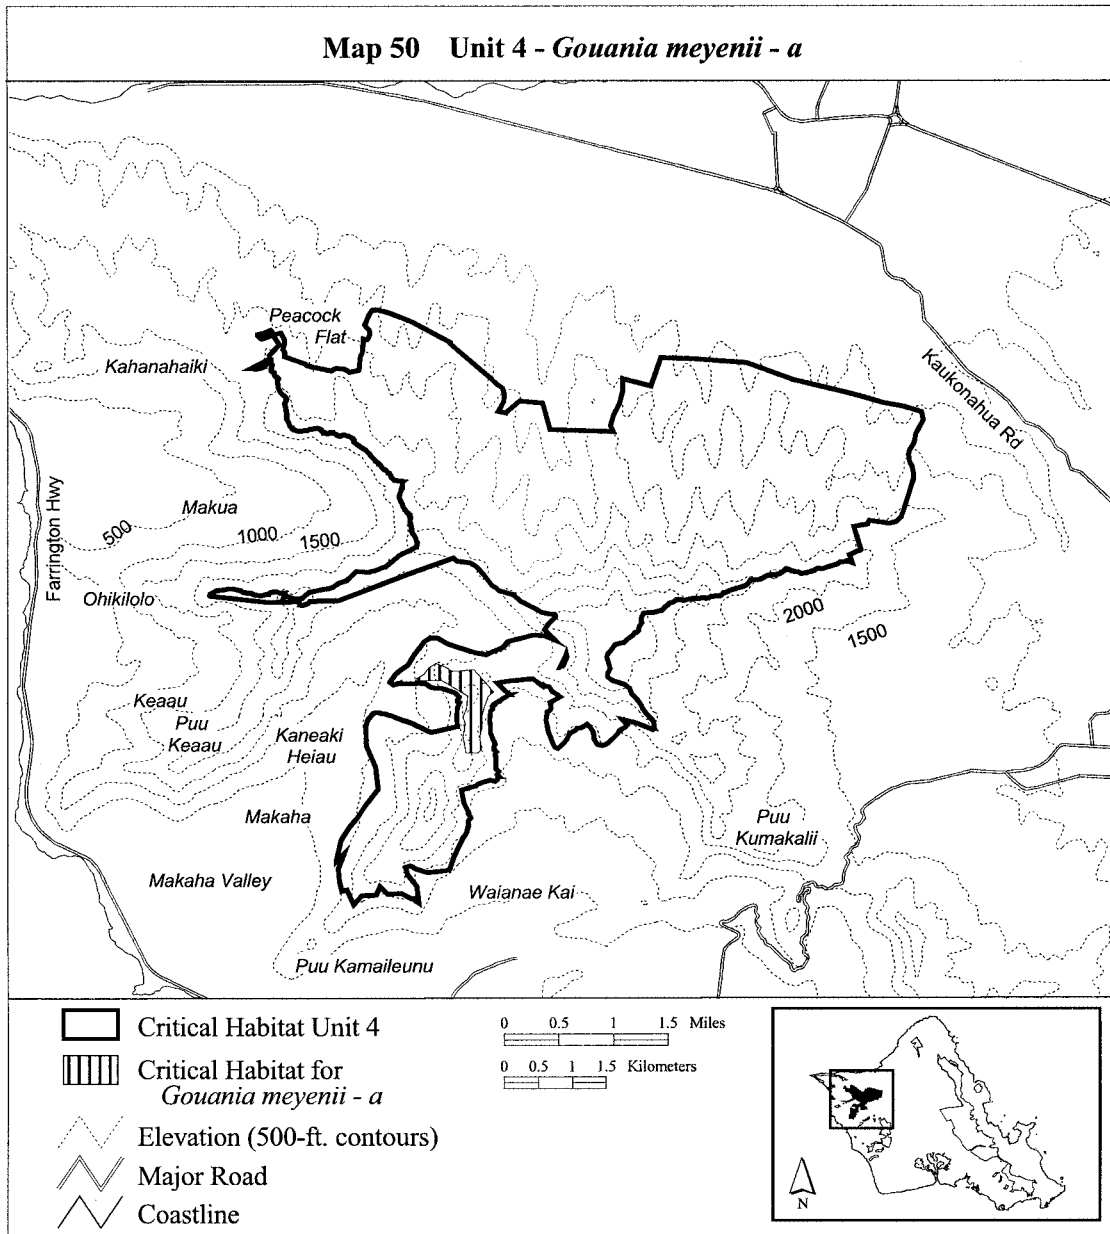 Map 50 Unit 4 - Gouania meyenii - a
Peacock
Flat
Kahanahaiki
Kaukonahua Rd
Makua
500
1000
1500
Farrington Hwy
Ohikilolo
2000
1500
Keaau
Puu
Keaau
Kaneaki
Heiau
Makaha
Puu
Kumakalii
Makaha Valley
Waianae Kai
Puu Kamaileunu
Critical Habitat Unit 4
Critical Habitat for
Gouania meyenii - a
Elevation (500-ft. contours)
Major Road
Coastline
0 0.5 1 1.5 Miles
0 0.5 1 1.5 Kilometers
N